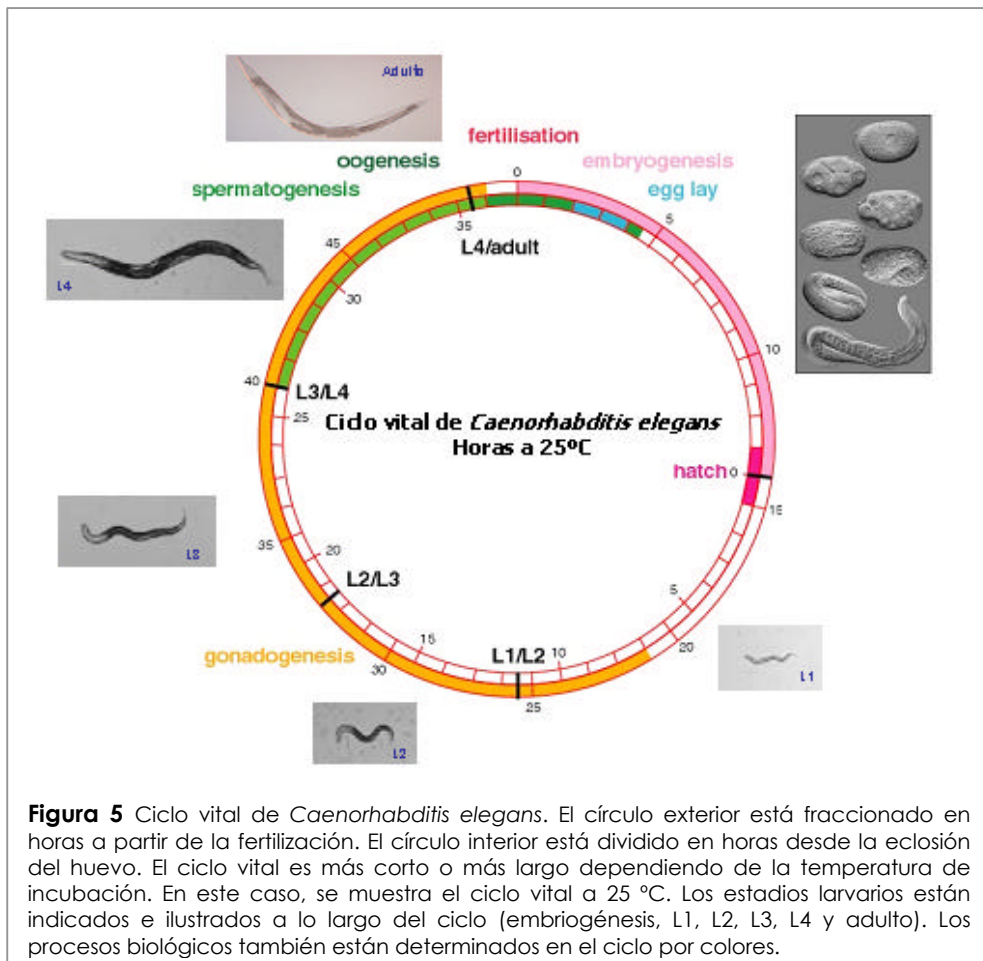 Adulto
fertilisation
oogenesis
embryogenesis
spermatogenesis
egg lay
0
5
35
45
L4/adult
L4
30
10
40
L3/L4
25
Ciclo vital de Caenorhabditis elegans
Horas a 25ºC
hatch
0
15
35
20
L3
L2/L3
5
gonadogenesis
15
L1/L2
10
20
30
25
L1
L2
Figura 5 Ciclo vital de Caenorhabditis elegans. El círculo exterior está fraccionado en
horas a partir de la fertilización. El círculo interior está dividido en horas desde la eclosión
del huevo. El ciclo vital es más corto o más largo dependiendo de la temperatura de
incubación. En este caso, se muestra el ciclo vital a 25 ºC. Los estadios larvarios están
indicados e ilustrados a lo largo del ciclo (embriogénesis, L1, L2, L3, L4 y adulto). Los
procesos biológicos también están determinados en el ciclo por colores.